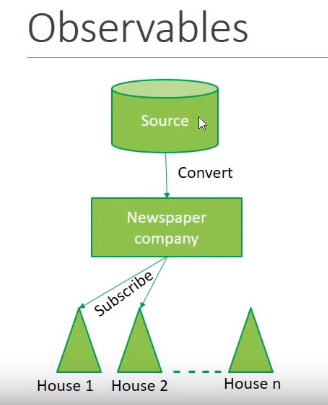 Observables
Source
Convert
Newspaper
company
Subscribe
House 1
House 2
House n